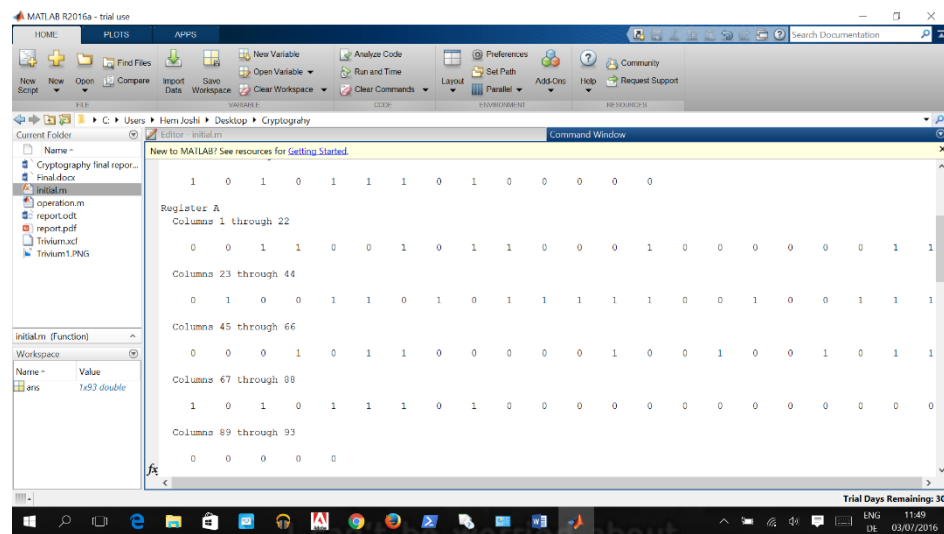 MATLAB R2016a - trial use
HOME PLOTS APPS
Search Documentation
New Script
New
Open
Find Files
Compare
Import Data
Save Workspace
New Variable
Open Variable
Clear Workspace
Analyze Code
Run and Time
Clear Commands
Layout
Preferences
Set Path
Parallel
Add-Ons
Help
Community
Request Support
FILE VARIABLE CODE ENVIRONMENT RESOURCES
C: Users Hem Joshi Desktop Cryptograhy
Current Folder
Name
Cryptography final repor...
Final.docx
initial.m
operation.m
report.odt
report.pdf
Trivium.xcf
Trivium1.PNG
initial.m (Function)
Workspace
Name Value
ans 1x93 double
Editor - initial.m
Command Window
New to MATLAB? See resources for Getting Started.
1 0 1 0 1 1 1 0 1 0 0 0 0 0
Register A
Columns 1 through 22
0 0 1 1 0 0 1 0 1 1 0 0 0 1 0 0 0 0 0 0 1 1
Columns 23 through 44
0 1 0 0 1 1 0 1 0 1 1 1 1 1 0 0 1 0 0 1 1 1
Columns 45 through 66
0 0 0 1 0 1 1 0 0 0 0 0 1 0 0 1 0 0 1 0 1 1
Columns 67 through 88
1 0 1 0 1 1 1 0 1 0 0 0 0 0 0 0 0 0 0 0 0 0
Columns 89 through 93
0 0 0 0 0
fx
Trial Days Remaining: 30
ENG
DE
11:49
03/07/2016